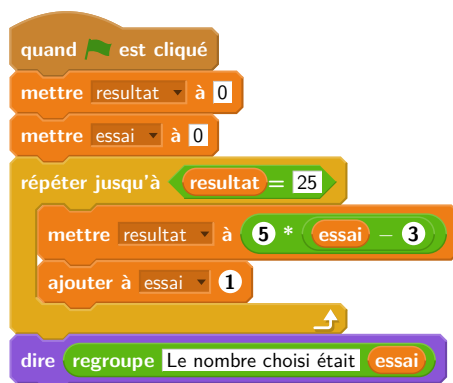 quand est cliqué
mettre resultat à 0
mettre essai à 0
répéter jusqu'à resultat = 25
mettre resultat à 5 * essai − 3
ajouter à essai 1
dire regroupe Le nombre choisi était essai